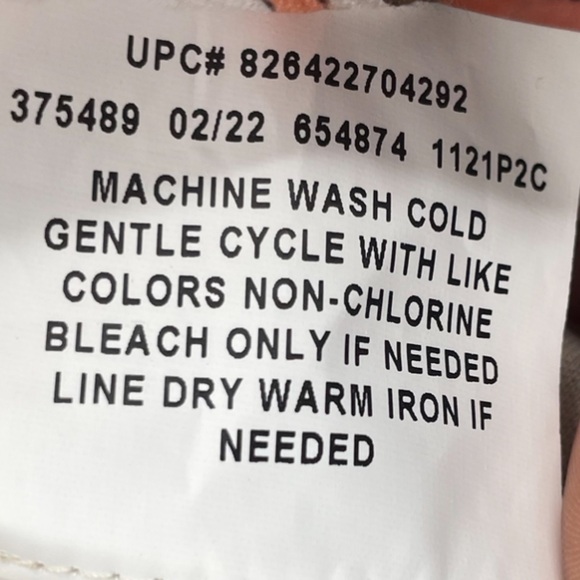 UPC# 826422704292
375489 02/22 654874 1121P2C
MACHINE WASH COLD
GENTLE CYCLE WITH LIKE
COLORS NON-CHLORINE
BLEACH ONLY IF NEEDED
LINE DRY WARM IRON IF
NEEDED